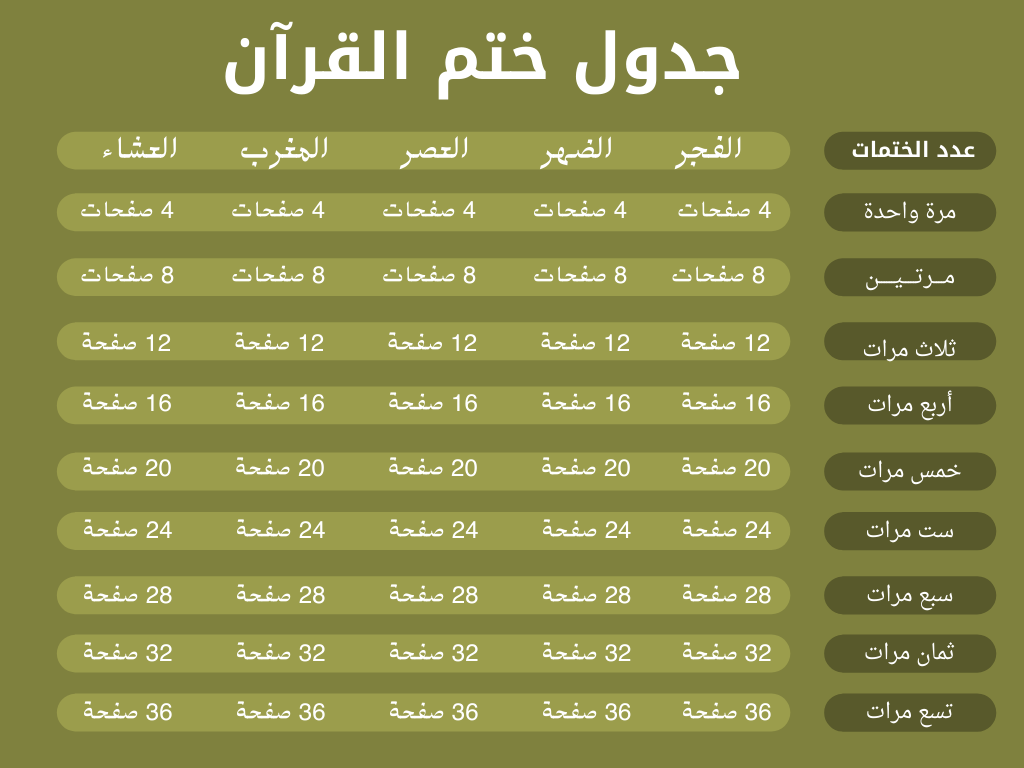 جدول ختم القرآن
عدد الختمات الفجر الضهر العصر المغرب العشاء
مرة واحدة 4 صفحات 4 صفحات 4 صفحات 4 صفحات 4 صفحات
مــرتــيــن 8 صفحات 8 صفحات 8 صفحات 8 صفحات 8 صفحات
ثلاث مرات 12 صفحة 12 صفحة 12 صفحة 12 صفحة 12 صفحة
أربع مرات 16 صفحة 16 صفحة 16 صفحة 16 صفحة 16 صفحة
خمس مرات 20 صفحة 20 صفحة 20 صفحة 20 صفحة 20 صفحة
ست مرات 24 صفحة 24 صفحة 24 صفحة 24 صفحة 24 صفحة
سبع مرات 28 صفحة 28 صفحة 28 صفحة 28 صفحة 28 صفحة
ثمان مرات 32 صفحة 32 صفحة 32 صفحة 32 صفحة 32 صفحة
تسع مرات 36 صفحة 36 صفحة 36 صفحة 36 صفحة 36 صفحة